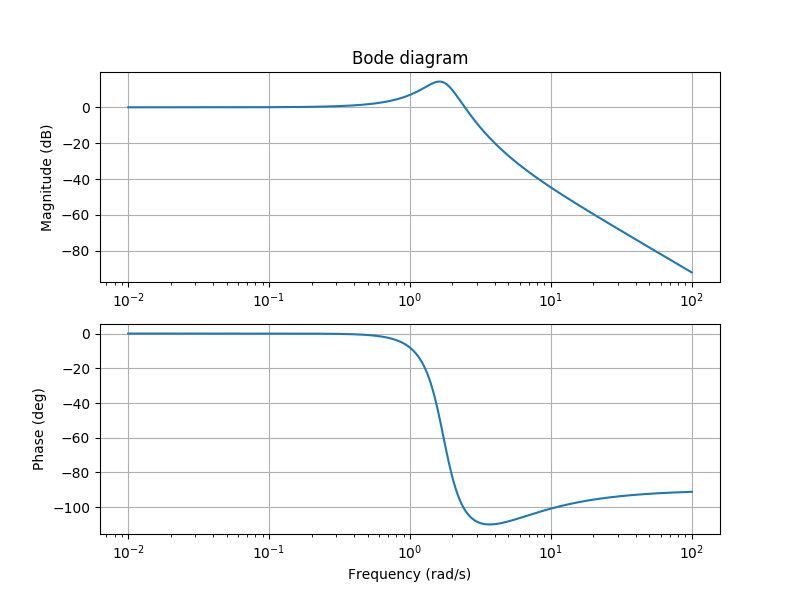 Bode diagram
Magnitude (dB)
0
−20
−40
−60
−80
10⁻² 10⁻¹ 10⁰ 10¹ 10²
Phase (deg)
0
−20
−40
−60
−80
−100
10⁻² 10⁻¹ 10⁰ 10¹ 10²
Frequency (rad/s)